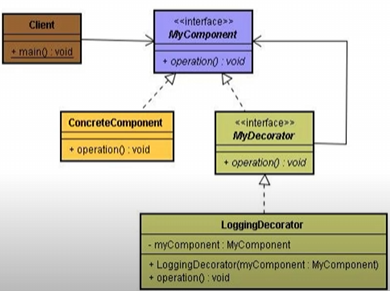 Client
+ main() : void
<<interface>>
MyComponent
+ operation() : void
ConcreteComponent
+ operation() : void
<<interface>>
MyDecorator
+ operation() : void
LoggingDecorator
- myComponent : MyComponent
+ LoggingDecorator(myComponent : MyComponent)
+ operation() : void